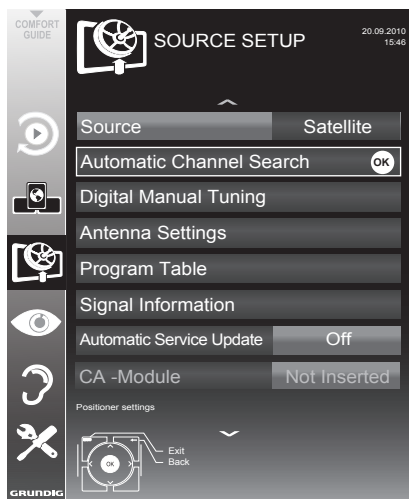 COMFORT
GUIDE
SOURCE SETUP
20.09.2010
15:46
Source Satellite
Automatic Channel Search OK
Digital Manual Tuning
Antenna Settings
Program Table
Signal Information
Automatic Service Update Off
CA -Module Not Inserted
Positioner settings
Exit
Back
OK
GRUNDIG